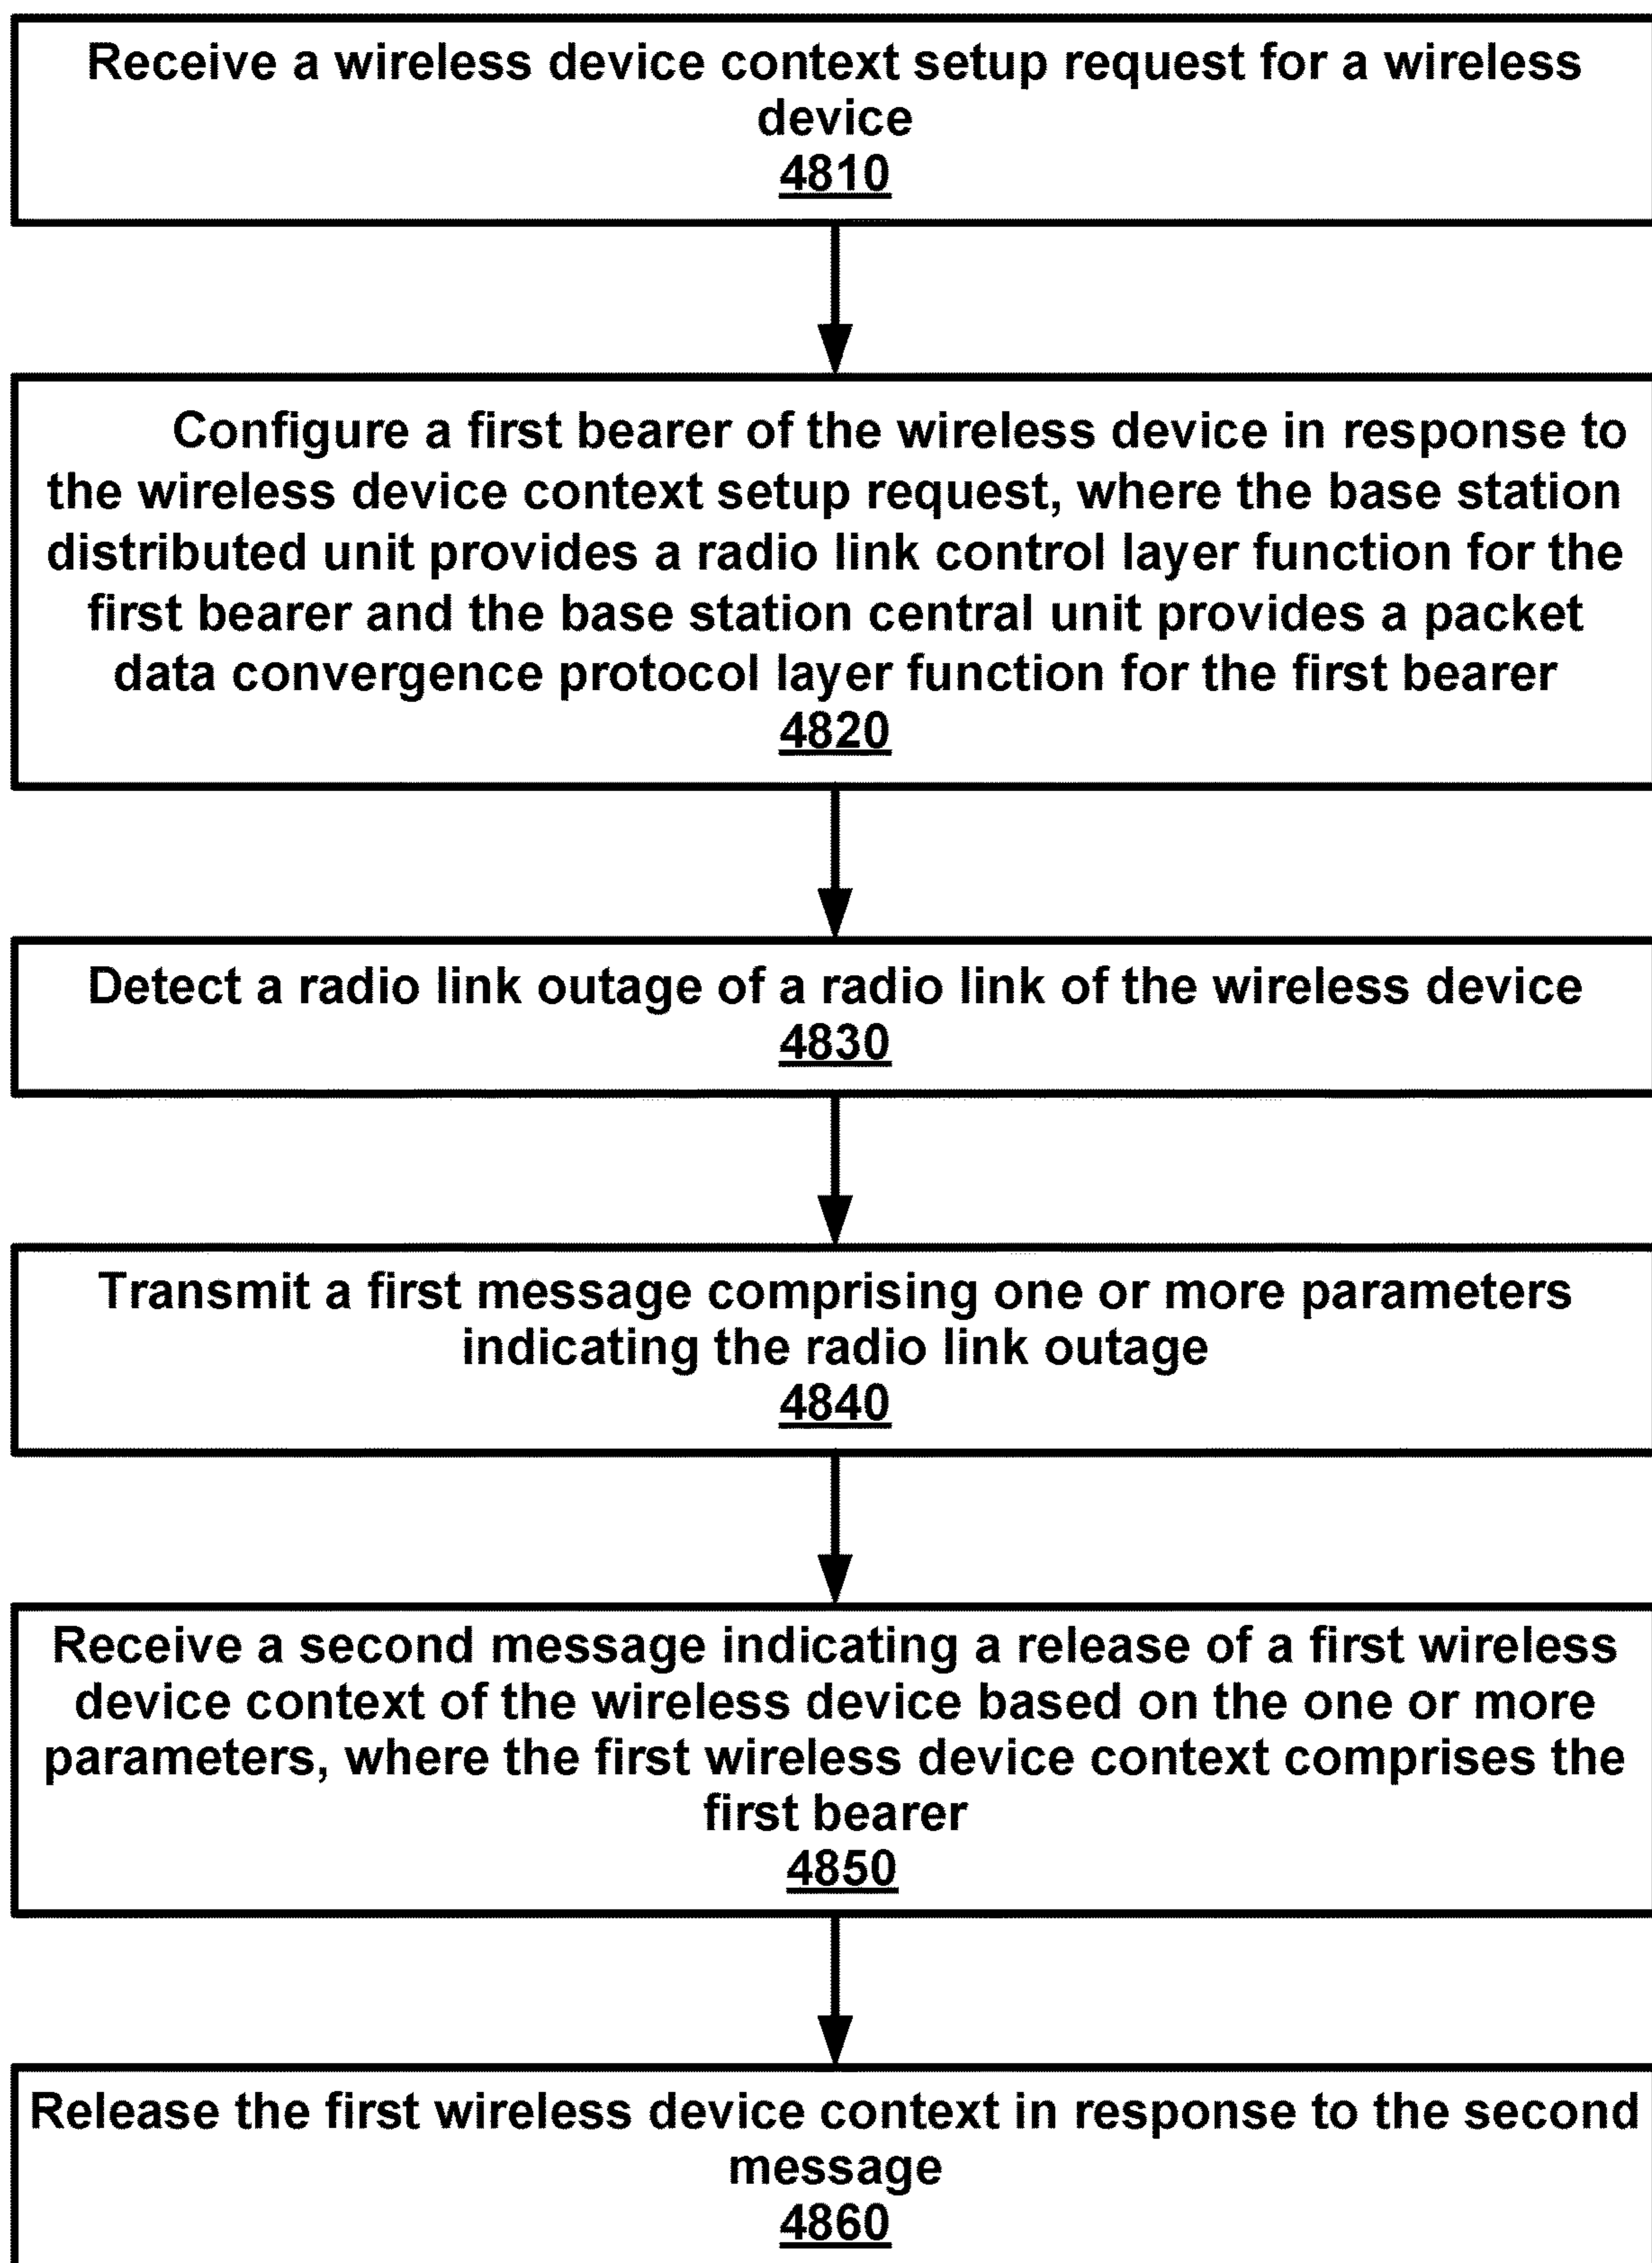 Receive a wireless device context setup request for a wireless
device
4810
Configure a first bearer of the wireless device in response to
the wireless device context setup request, where the base station
distributed unit provides a radio link control layer function for the
first bearer and the base station central unit provides a packet
data convergence protocol layer function for the first bearer
4820
Detect a radio link outage of a radio link of the wireless device
4830
Transmit a first message comprising one or more parameters
indicating the radio link outage
4840
Receive a second message indicating a release of a first wireless
device context of the wireless device based on the one or more
parameters, where the first wireless device context comprises the
first bearer
4850
Release the first wireless device context in response to the second
message
4860